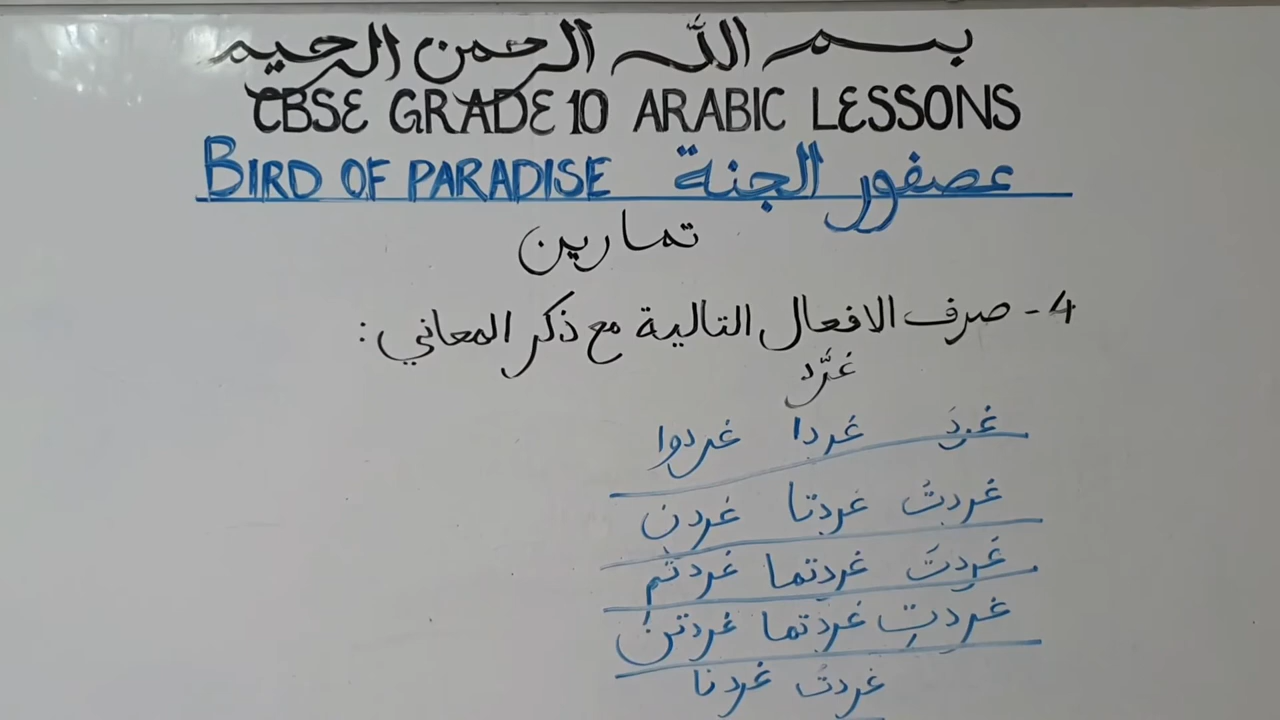 بسم الله الرحمن الرحيم
CBSE GRADE 10 ARABIC LESSONS
BIRD OF PARADISE عصفور الجنة
تمارين
4- صرف الافعال التالية مع ذكر المعاني :
غرَّد
غردَ غردا غردوا
غردتْ غردتا غردن
غردتَ غردتما غردتم
غردتِ غردتما غردتن
غردتُ غردنا